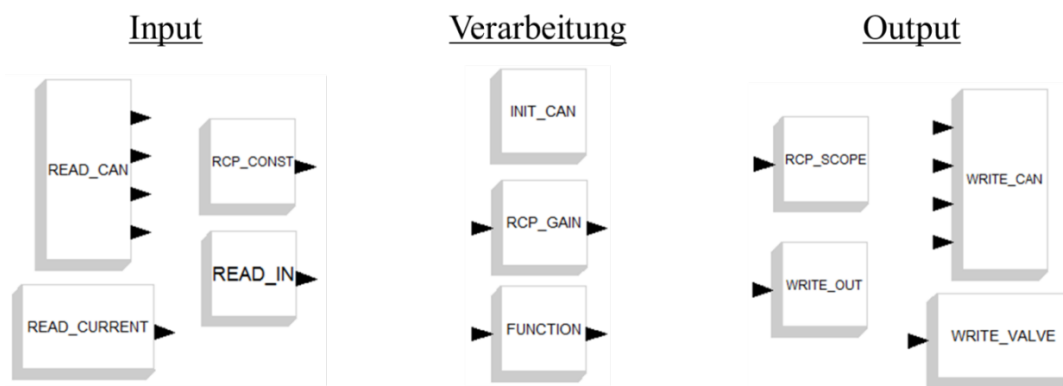 Input
Verarbeitung
Output
READ_CAN
RCP_CONST
READ_IN
READ_CURRENT
INIT_CAN
RCP_GAIN
FUNCTION
RCP_SCOPE
WRITE_CAN
WRITE_OUT
WRITE_VALVE